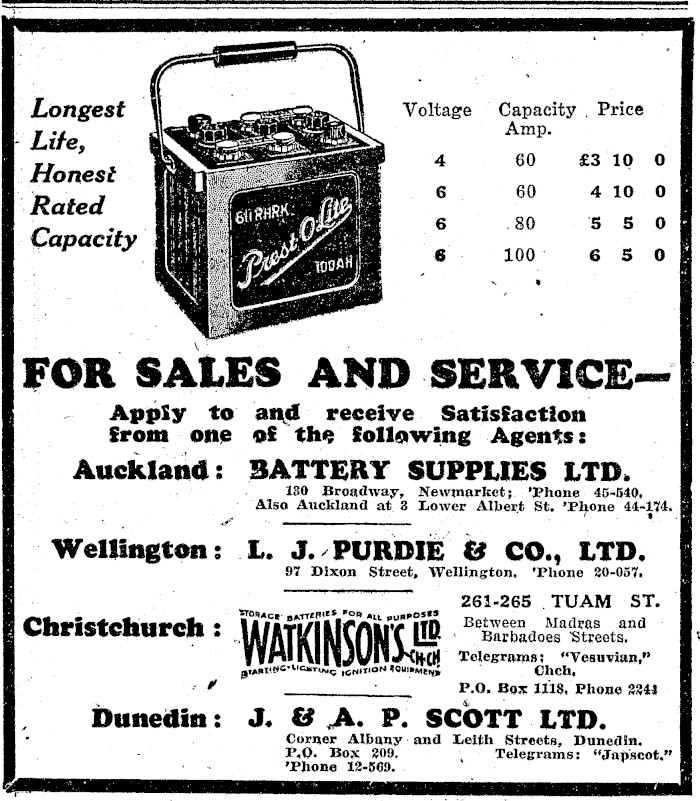 Longest
Life,
Honest
Rated
Capacity
611RHRK
Prest-O-Lite
100AH
Voltage Capacity Price
Amp.
4 60 £3 10 0
6 60 4 10 0
6 80 5 5 0
6 100 6 5 0
FOR SALES AND SERVICE—
Apply to and receive Satisfaction
from one of the following Agents:
Auckland: BATTERY SUPPLIES LTD.
130 Broadway, Newmarket; 'Phone 45-540.
Also Auckland at 3 Lower Albert St. 'Phone 44-174.
Wellington: L. J. PURDIE & CO., LTD.
97 Dixon Street, Wellington. 'Phone 20-057.
Christchurch:
STORAGE BATTERIES FOR ALL PURPOSES
WATKINSON'S LTD.
CH-CH
STARTING-LIGHTING IGNITION EQUIPMENT
261-265 TUAM ST.
Between Madras and
Barbadoes Streets.
Telegrams: "Vesuvian,"
Chch.
P.O. Box 1118. Phone 2244
Dunedin: J. & A. P. SCOTT LTD.
Corner Albany and Leith Streets, Dunedin.
P.O. Box 209. Telegrams: "Japscot."
'Phone 12-569.